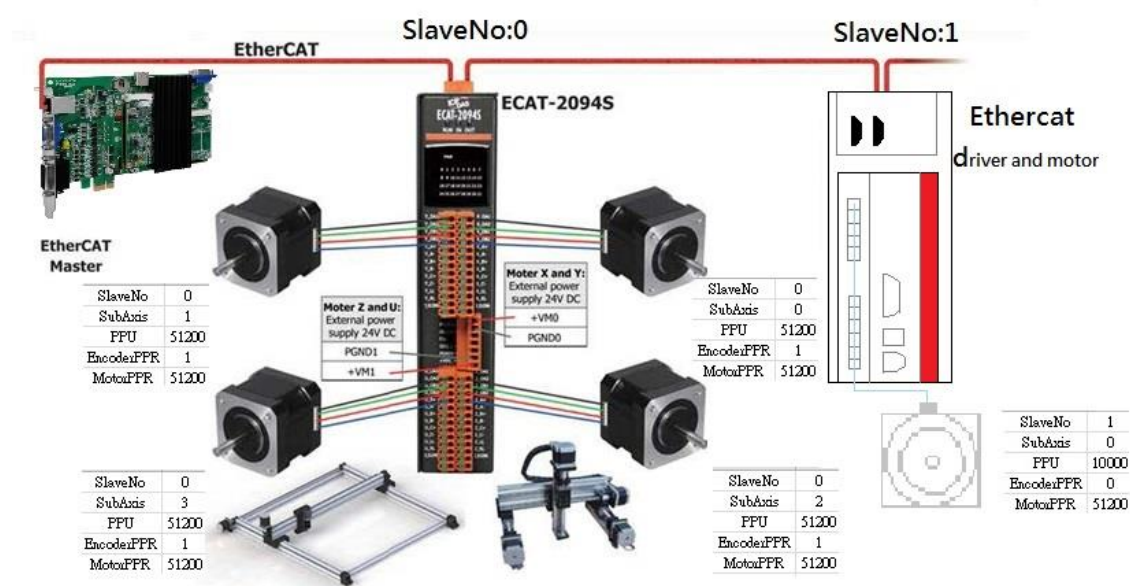 SlaveNo:0
SlaveNo:1
EtherCAT
ECAT-2094S
ECAT-2094S
Ethercat
driver and motor
EtherCAT
Master
SlaveNo 0
SubAxis 1
PPU 51200
EncoderPPR 1
MotorPPR 51200
Moter X and Y:
External power
supply 24V DC
+VM0
PGND0
Moter Z and U:
External power
supply 24V DC
PGND1
+VM1
SlaveNo 0
SubAxis 0
PPU 51200
EncoderPPR 1
MotorPPR 51200
SlaveNo 1
SubAxis 0
PPU 10000
EncoderPPR 0
MotorPPR 51200
SlaveNo 0
SubAxis 3
PPU 51200
EncoderPPR 1
MotorPPR 51200
SlaveNo 0
SubAxis 2
PPU 51200
EncoderPPR 1
MotorPPR 51200